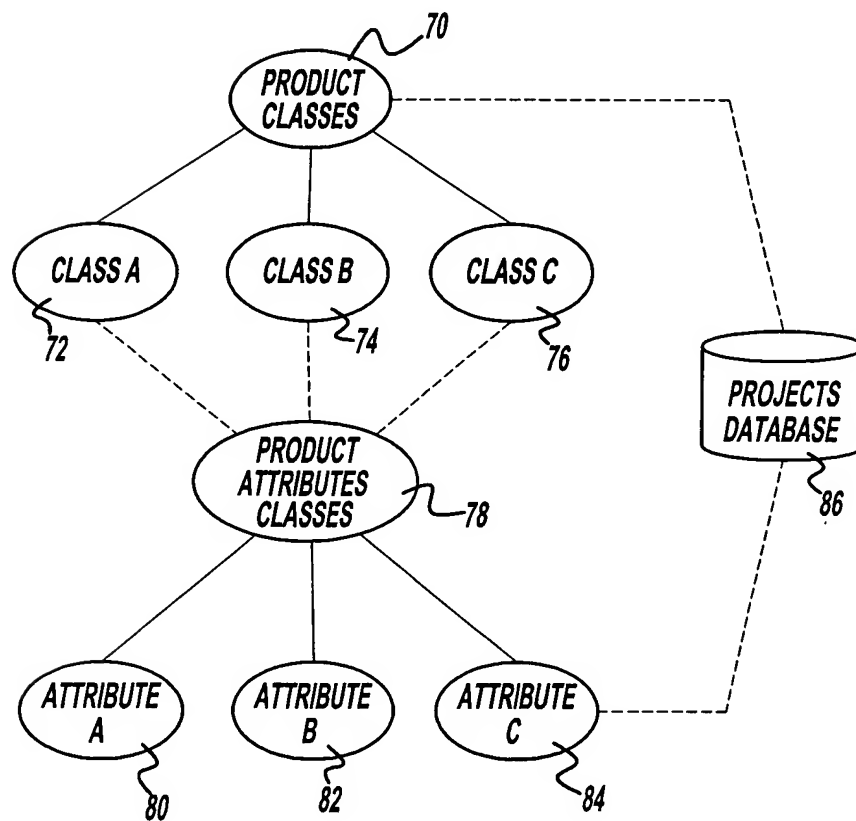 70
PRODUCT
CLASSES
CLASS A
CLASS B
CLASS C
72
74
76
PROJECTS
DATABASE
86
PRODUCT
ATTRIBUTES
CLASSES
78
ATTRIBUTE
A
ATTRIBUTE
B
ATTRIBUTE
C
80
82
84